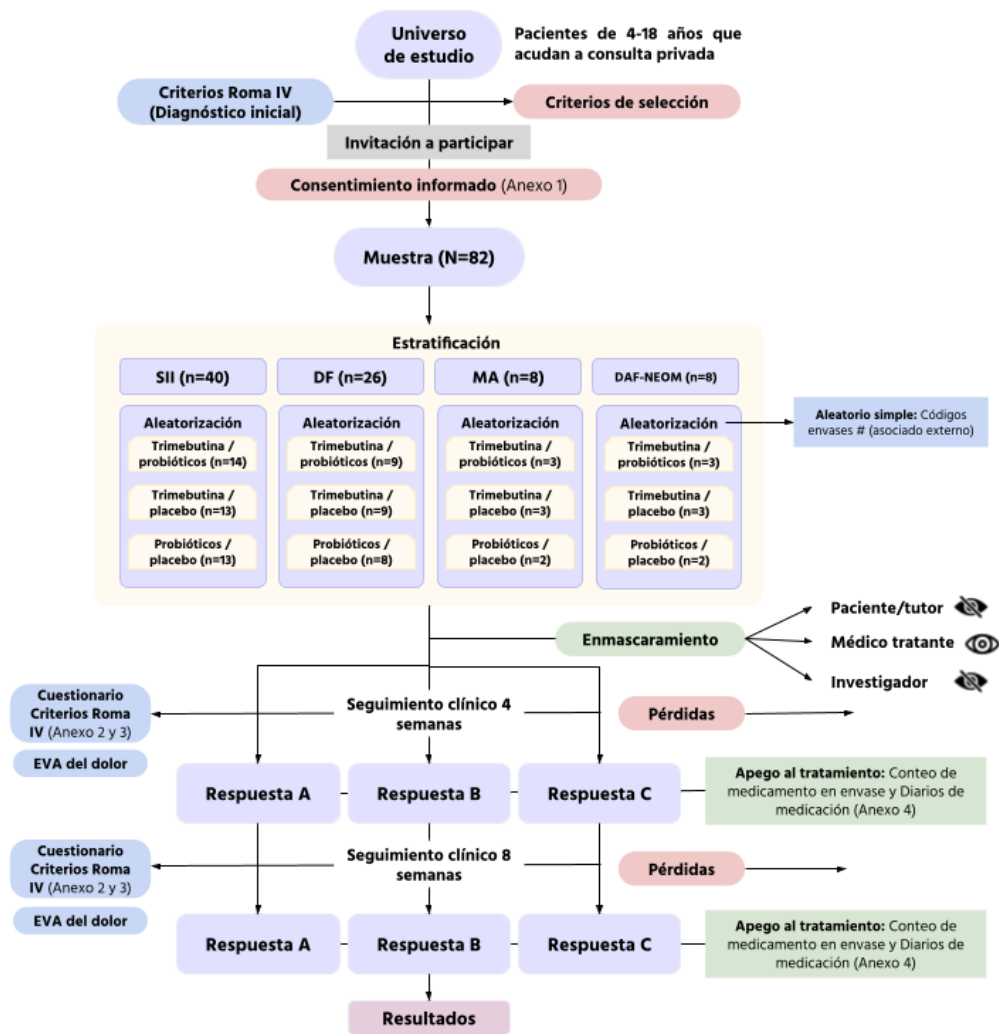 Universo
de estudio
Pacientes de 4-18 años que
acudan a consulta privada
Criterios Roma IV
(Diagnóstico inicial)
Criterios de selección
Invitación a participar
Consentimiento informado (Anexo 1)
Muestra (N=82)
Estratificación
SII (n=40)
DF (n=26)
MA (n=8)
DAF-NEOM (n=8)
Aleatorización
Trimebutina /
probióticos (n=14)
Trimebutina /
placebo (n=13)
Probióticos /
placebo (n=13)
Aleatorización
Trimebutina /
probióticos (n=9)
Trimebutina /
placebo (n=9)
Probióticos /
placebo (n=8)
Aleatorización
Trimebutina /
probióticos (n=3)
Trimebutina /
placebo (n=3)
Probióticos /
placebo (n=2)
Aleatorización
Trimebutina /
probióticos (n=3)
Trimebutina /
placebo (n=3)
Probióticos /
placebo (n=2)
Aleatorio simple: Códigos
envases # (asociado externo)
Enmascaramiento
Paciente/tutor
Médico tratante
Investigador
Cuestionario
Criterios Roma
IV (Anexo 2 y 3)
EVA del dolor
Seguimiento clínico 4
semanas
Pérdidas
Respuesta A
Respuesta B
Respuesta C
Apego al tratamiento: Conteo de
medicamento en envase y Diarios de
medicación (Anexo 4)
Cuestionario
Criterios Roma
IV (Anexo 2 y 3)
EVA del dolor
Seguimiento clínico 8
semanas
Pérdidas
Respuesta A
Respuesta B
Respuesta C
Apego al tratamiento: Conteo de
medicamento en envase y Diarios de
medicación (Anexo 4)
Resultados